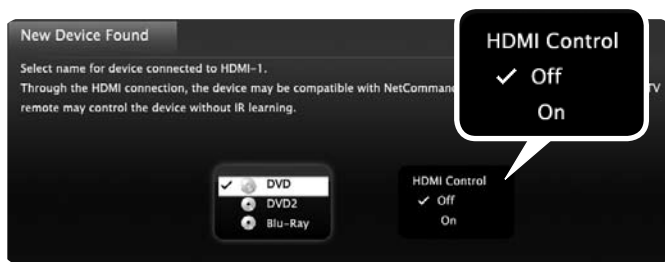 New Device Found
Select name for device connected to HDMI-1.
Through the HDMI connection, the device may be compatible with NetComman TV
remote may control the device without IR learning.
DVD
DVD2
Blu-Ray
HDMI Control
Off
On
HDMI Control
Off
On